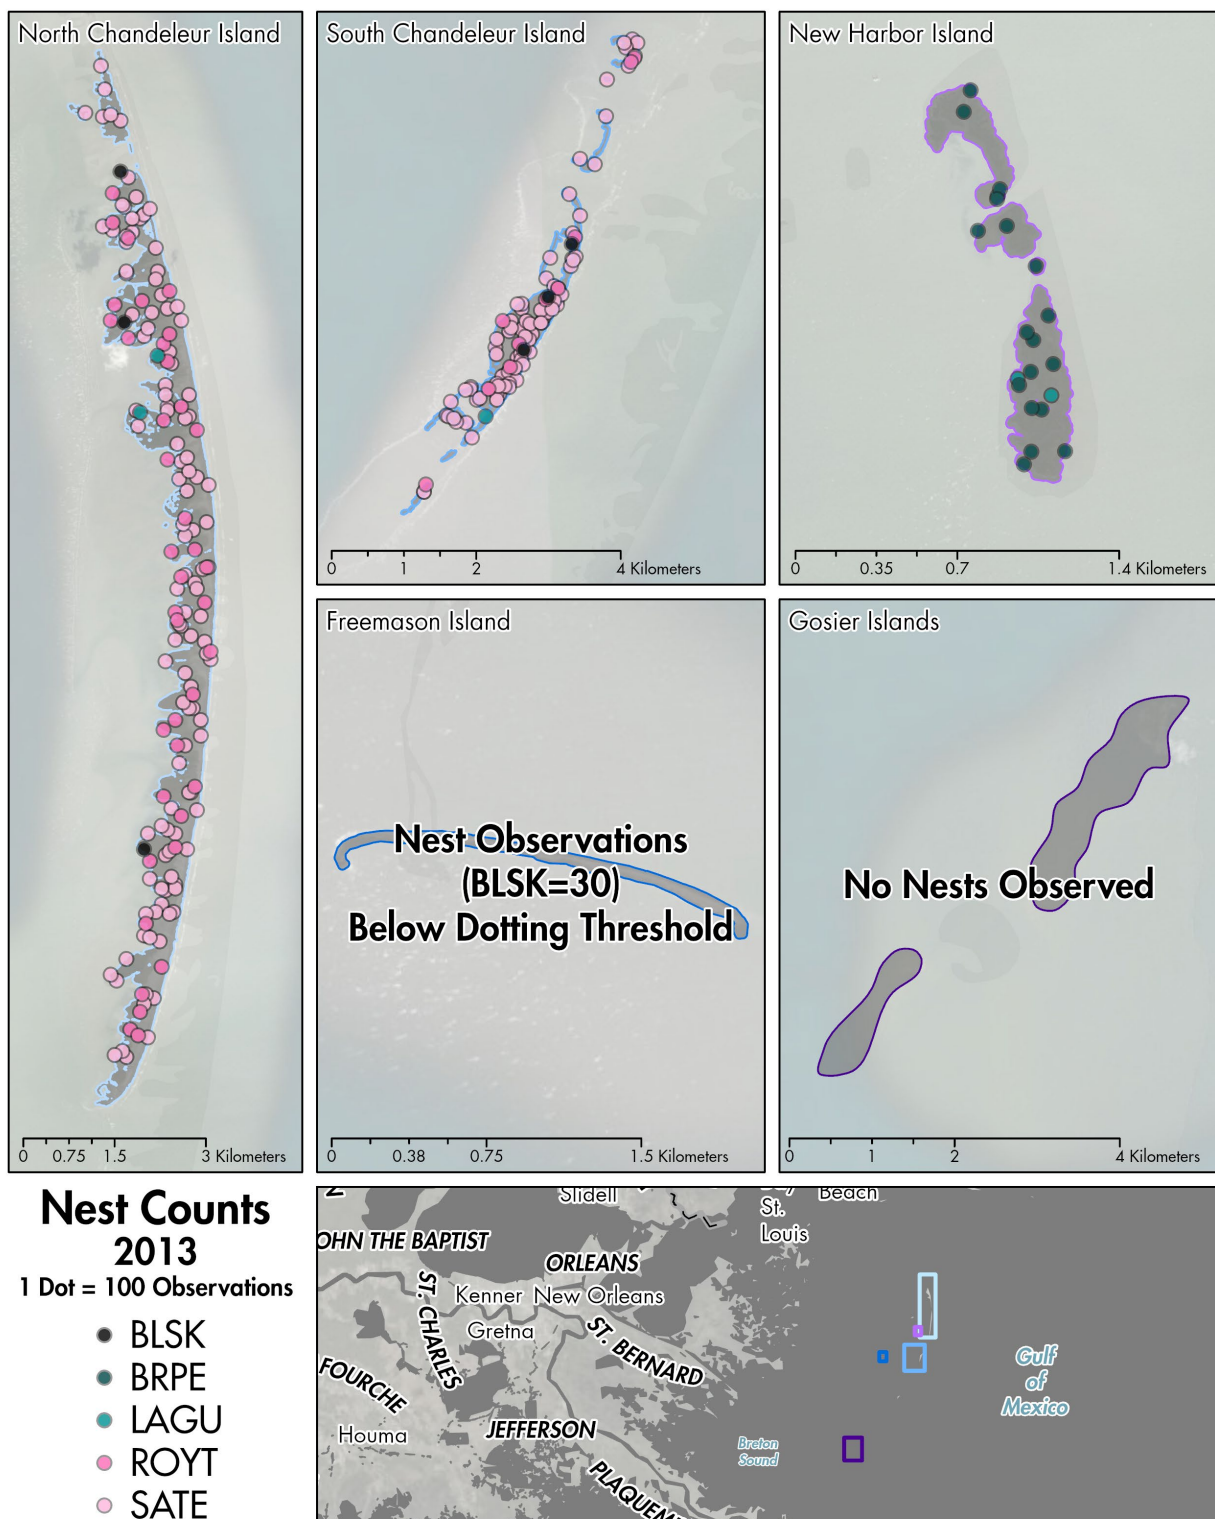 North Chandeleur Island
0 0.75 1.5 3 Kilometers
South Chandeleur Island
0 1 2 4 Kilometers
New Harbor Island
0 0.35 0.7 1.4 Kilometers
Freemason Island
Nest Observations
(BLSK=30)
Below Dotting Threshold
0 0.38 0.75 1.5 Kilometers
Gosier Islands
No Nests Observed
0 1 2 4 Kilometers
Nest Counts
2013
1 Dot = 100 Observations
BLSK
BRPE
LAGU
ROYT
SATE
Slidell
St.
Louis
Beach
OHN THE BAPTIST
ORLEANS
ST. CHARLES
Kenner
New Orleans
Gretna
ST. BERNARD
FOURCHE
Houma
JEFFERSON
PLAQUEM
Breton
Sound
Gulf
of
Mexico